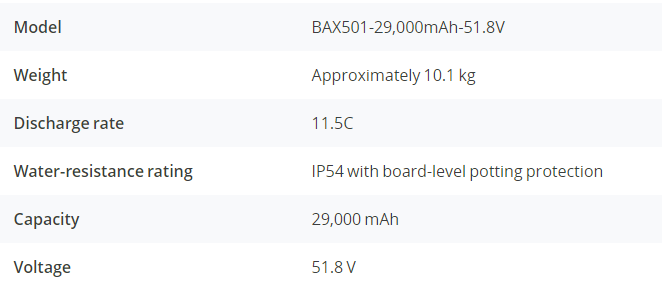 Model BAX501-29,000mAh-51.8V
Weight Approximately 10.1 kg
Discharge rate 11.5C
Water-resistance rating IP54 with board-level potting protection
Capacity 29,000 mAh
Voltage 51.8 V